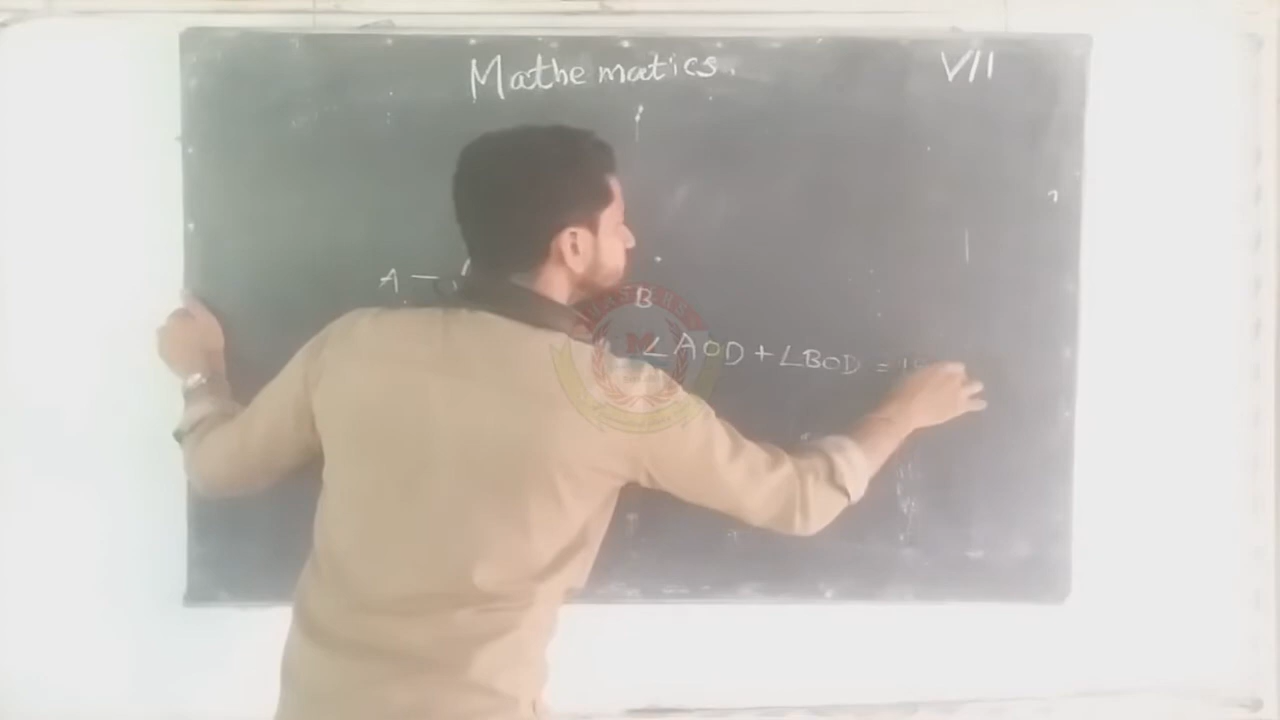 Mathematics.
VII
A
B
∠AOD + ∠BOD =